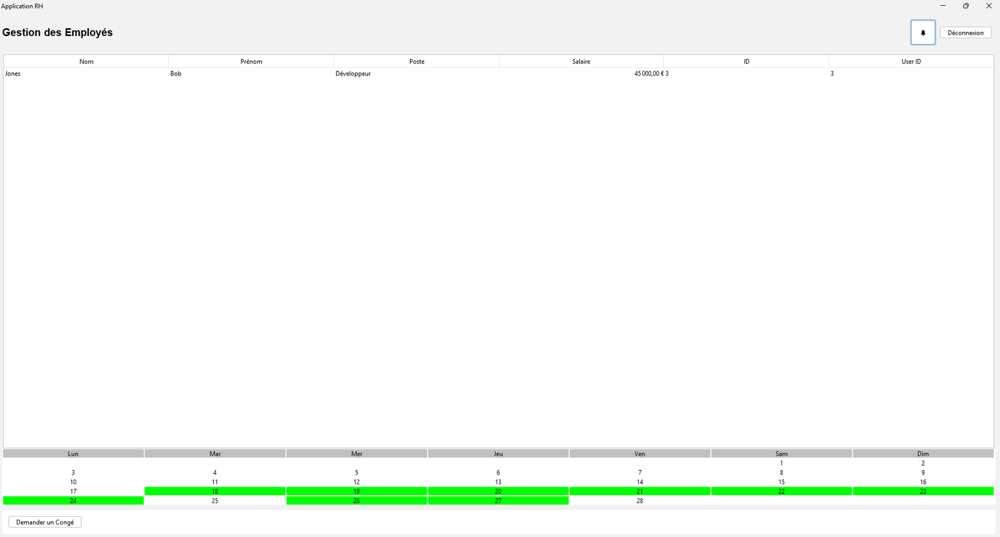 Application RH
Gestion des Employés
Déconnexion
Nom Prénom Poste Salaire ID User ID
Jones Bob Développeur 45 000,00 € 3 3
Lun Mar Mer Jeu Ven Sam Dim
1 2
3 4 5 6 7 8 9
10 11 12 13 14 15 16
17 18 19 20 21 22 23
24 25 26 27 28
Demander un Congé